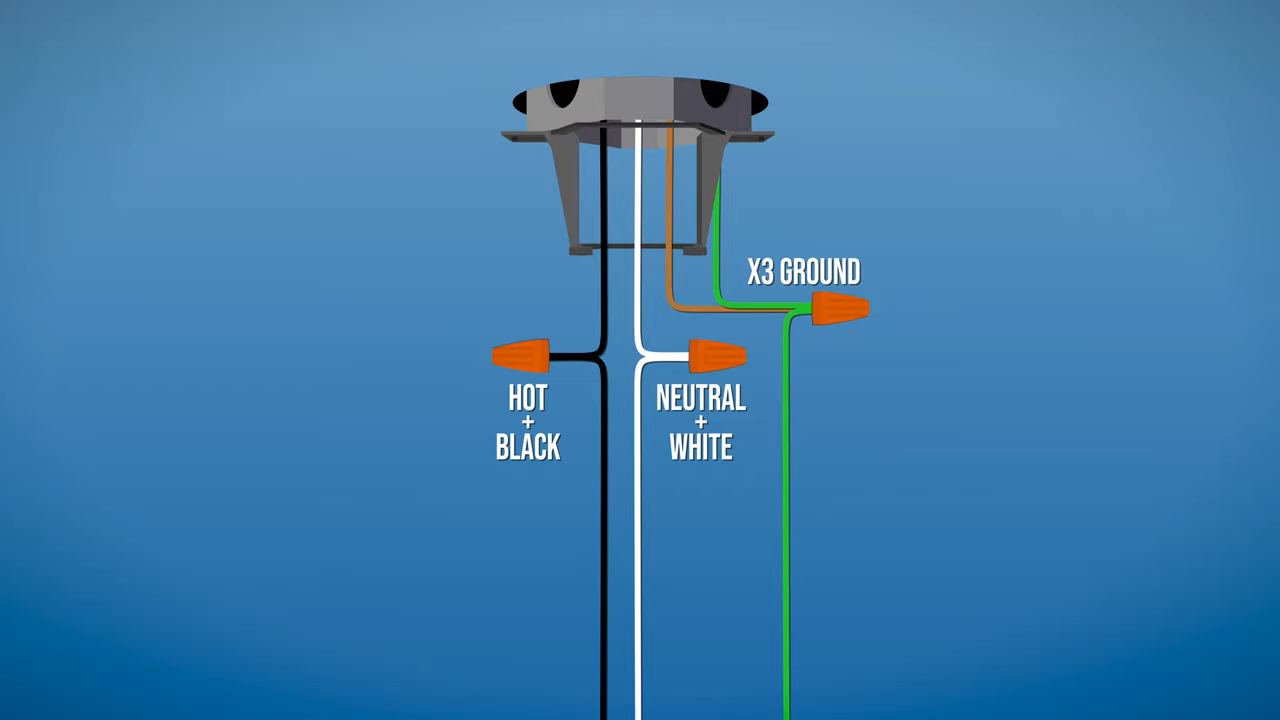 X3 GROUND
HOT
+
BLACK
NEUTRAL
+
WHITE